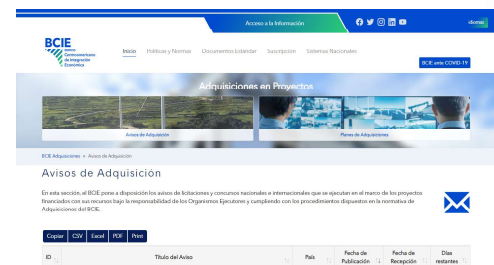 Acceso a la Información
idiomas
BCIE
Banco
Centroamericano
de Integración
Económica
Inicio
Políticas y Normas
Documentos Estándar
Suscripción
Sistemas Nacionales
BCIE ante COVID-19
Adquisiciones en Proyectos
Avisos de Adquisición
Planes de Adquisiciones
BCIE Adquisiciones » Avisos de Adquisición
Avisos de Adquisición
En esta sección, el BCIE pone a disposición los avisos de licitaciones y concursos nacionales e internacionales que se ejecutan en el marco de los proyectos
financiados con sus recursos bajo la responsabilidad de los Organismos Ejecutores y cumpliendo con los procedimientos dispuestos en la normativa de
Adquisiciones del BCIE.
Copiar CSV Excel PDF Print
ID Título del Aviso País Fecha de Publicación Fecha de Recepción Días restantes